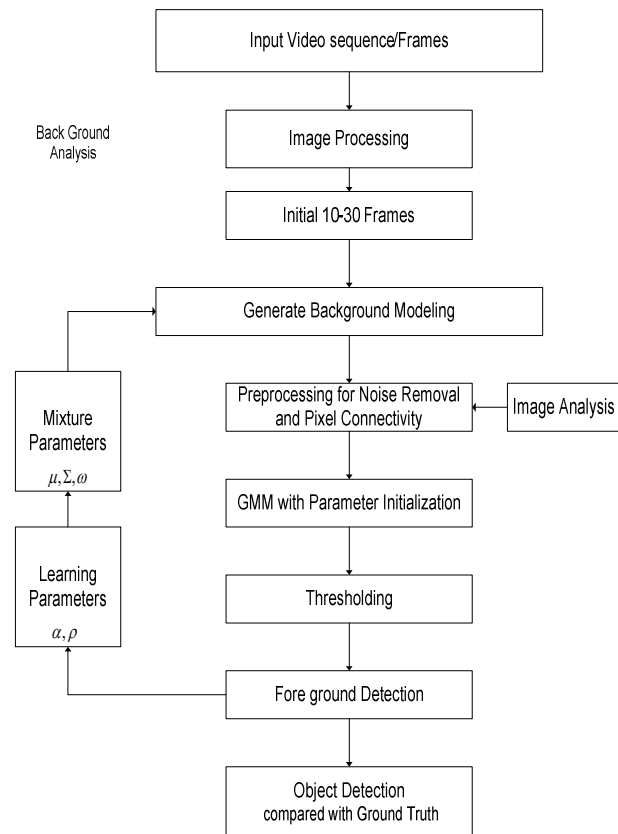 Input Video sequence/Frames
Back Ground
Analysis
Image Processing
Initial 10-30 Frames
Generate Background Modeling
Mixture
Parameters
μ,Σ,ω
Preprocessing for Noise Removal
and Pixel Connectivity
Image Analysis
GMM with Parameter Initialization
Learning
Parameters
α,ρ
Thresholding
Fore ground Detection
Object Detection
compared with Ground Truth